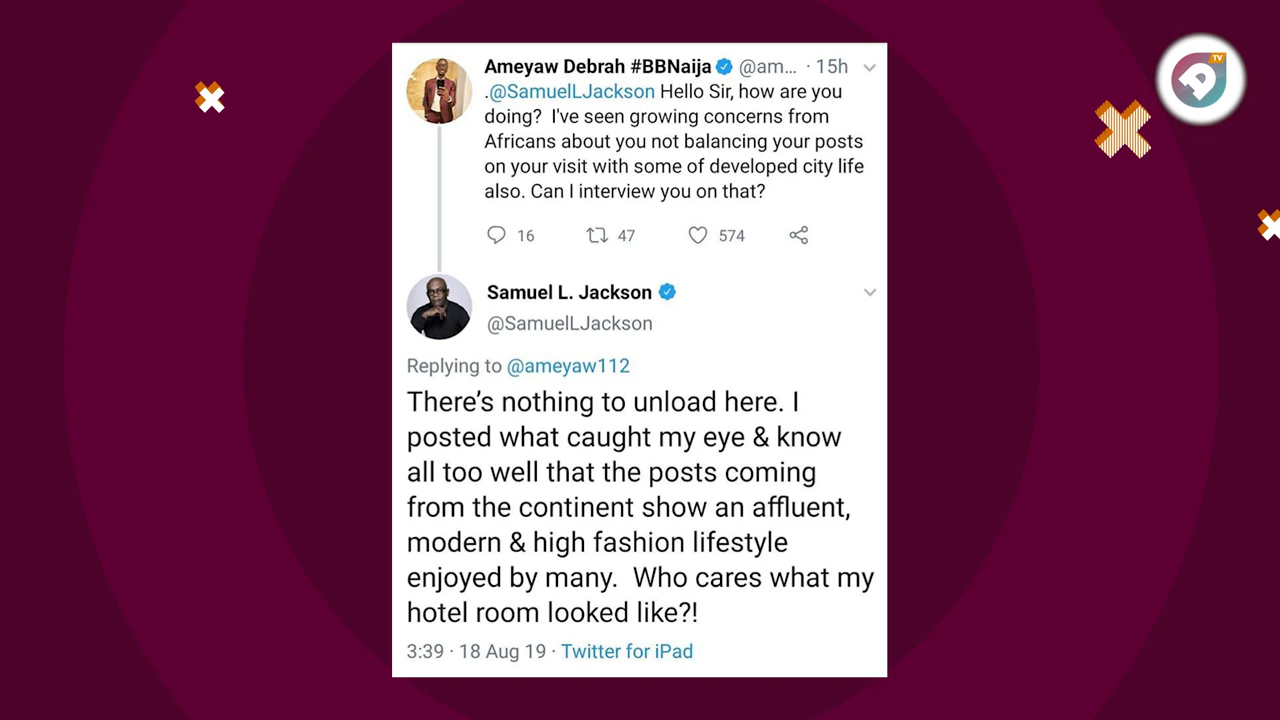 Ameyaw Debrah #BBNaija @am... · 15h
.@SamuelLJackson Hello Sir, how are you
doing? I've seen growing concerns from
Africans about you not balancing your posts
on your visit with some of developed city life
also. Can I interview you on that?
16 47 574
Samuel L. Jackson
@SamuelLJackson
Replying to @ameyaw112
There’s nothing to unload here. I
posted what caught my eye & know
all too well that the posts coming
from the continent show an affluent,
modern & high fashion lifestyle
enjoyed by many. Who cares what my
hotel room looked like?!
3:39 · 18 Aug 19 · Twitter for iPad
TV